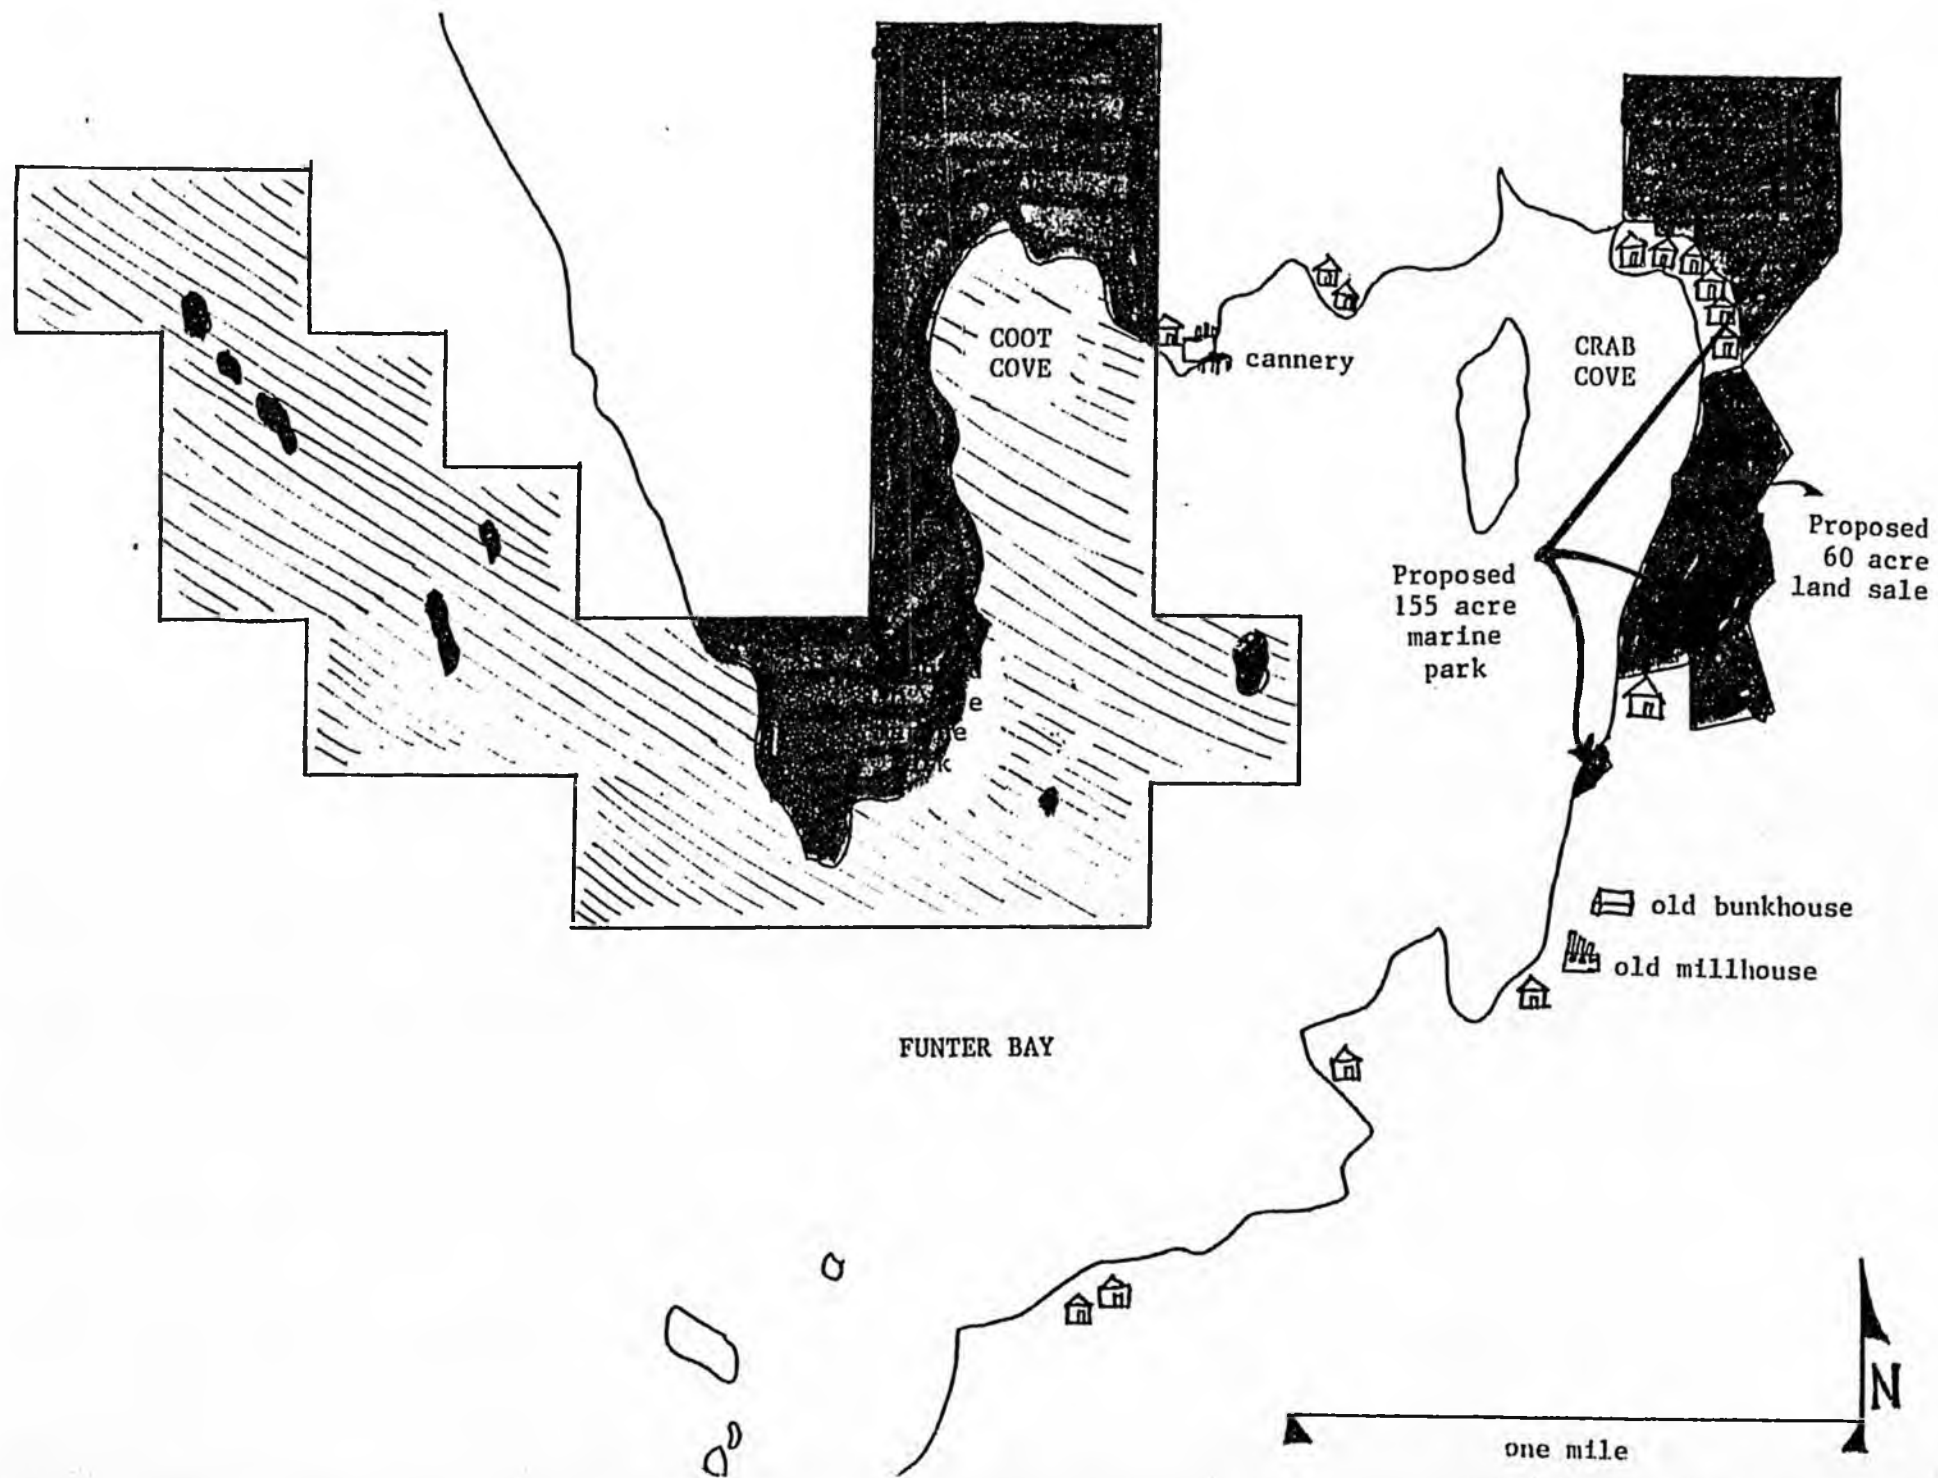 COOT
COVE
cannery
CRAB
COVE
Proposed
60 acre
land sale
Proposed
155 acre
marine
park
old bunkhouse
old millhouse
FUNTER BAY
N
one mile